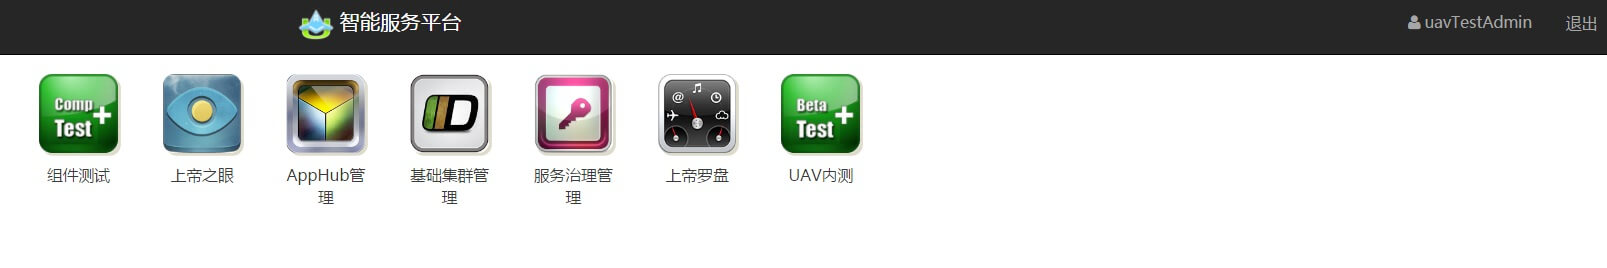 智能服务平台
uavTestAdmin 退出
Comp
Test
组件测试
上帝之眼
AppHub管
理
基础集群管
理
服务治理管
理
@
上帝罗盘
Beta
Test
UAV内测